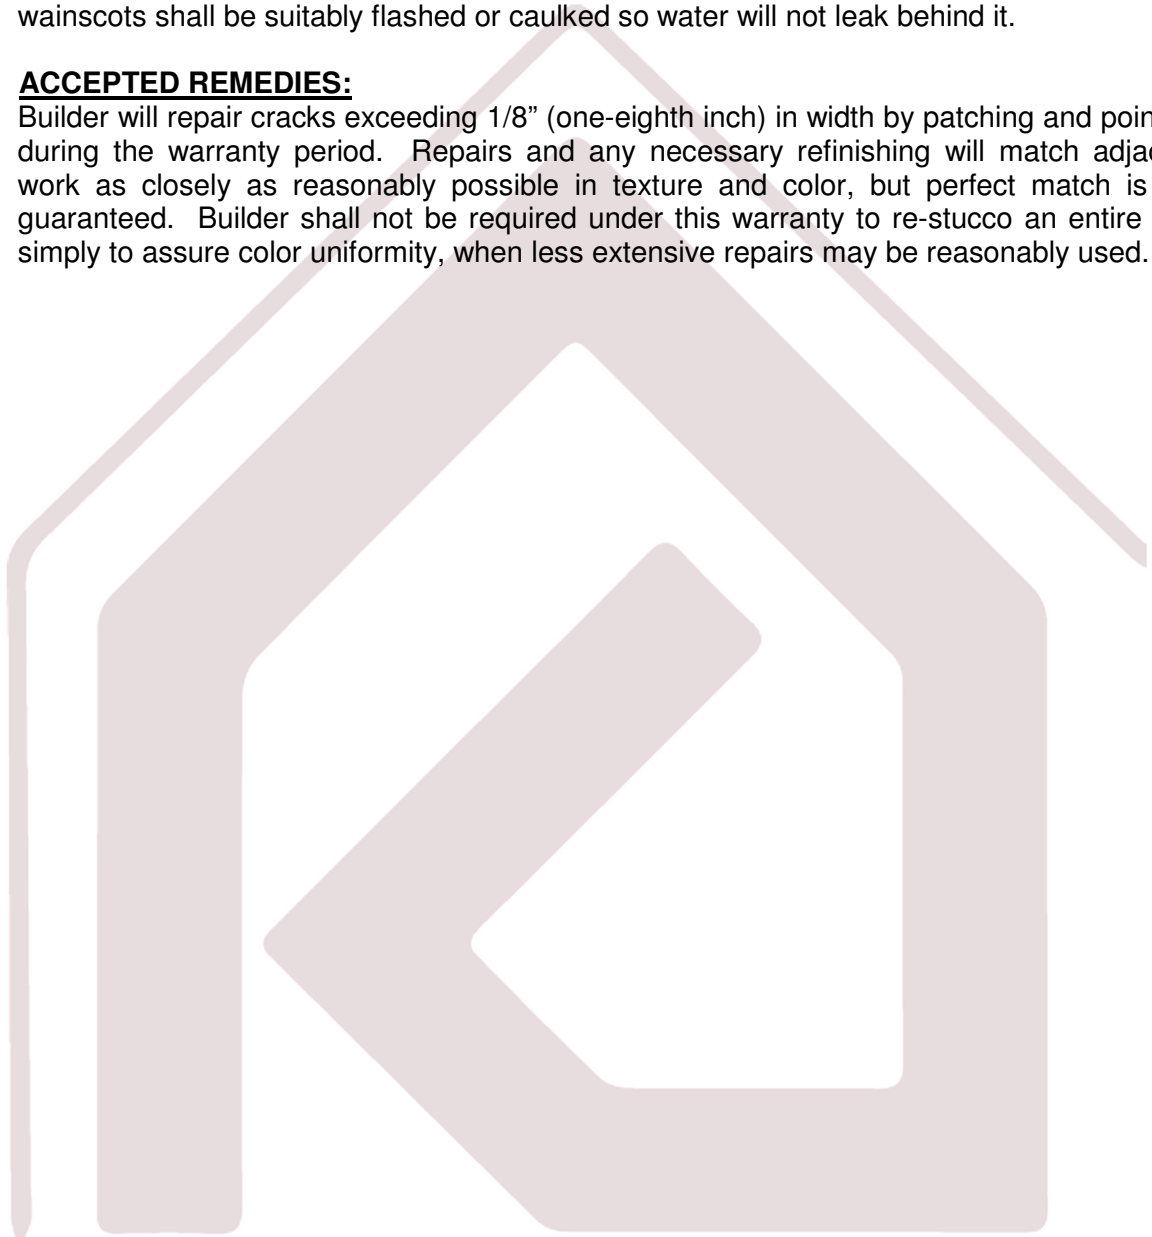 wainscots shall be suitably flashed or caulked so water will not leak behind it.
ACCEPTED REMEDIES:
Builder will repair cracks exceeding 1/8” (one-eighth inch) in width by patching and poin
during the warranty period. Repairs and any necessary refinishing will match adja
work as closely as reasonably possible in texture and color, but perfect match is
guaranteed. Builder shall not be required under this warranty to re-stucco an entire
simply to assure color uniformity, when less extensive repairs may be reasonably used.